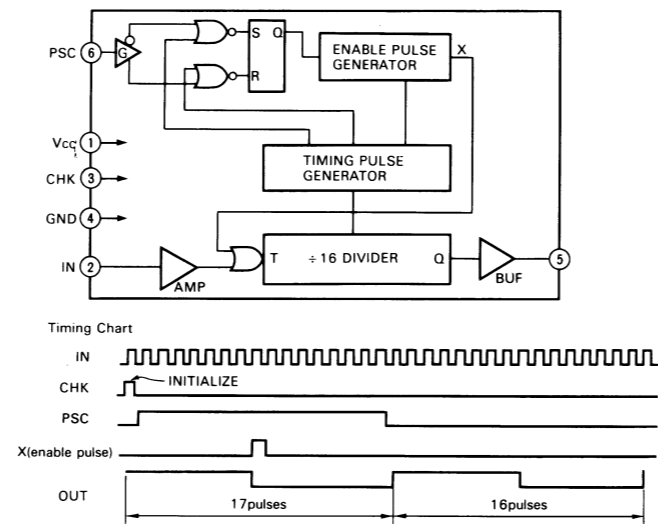 PSC 6 G S Q ENABLE PULSE GENERATOR X
R
Vcc 1
CHK 3
TIMING PULSE GENERATOR
GND 4
IN 2 AMP T ÷16 DIVIDER Q BUF 5
Timing Chart
IN
CHK INITIALIZE
PSC
X(enable pulse)
OUT 17pulses 16pulses